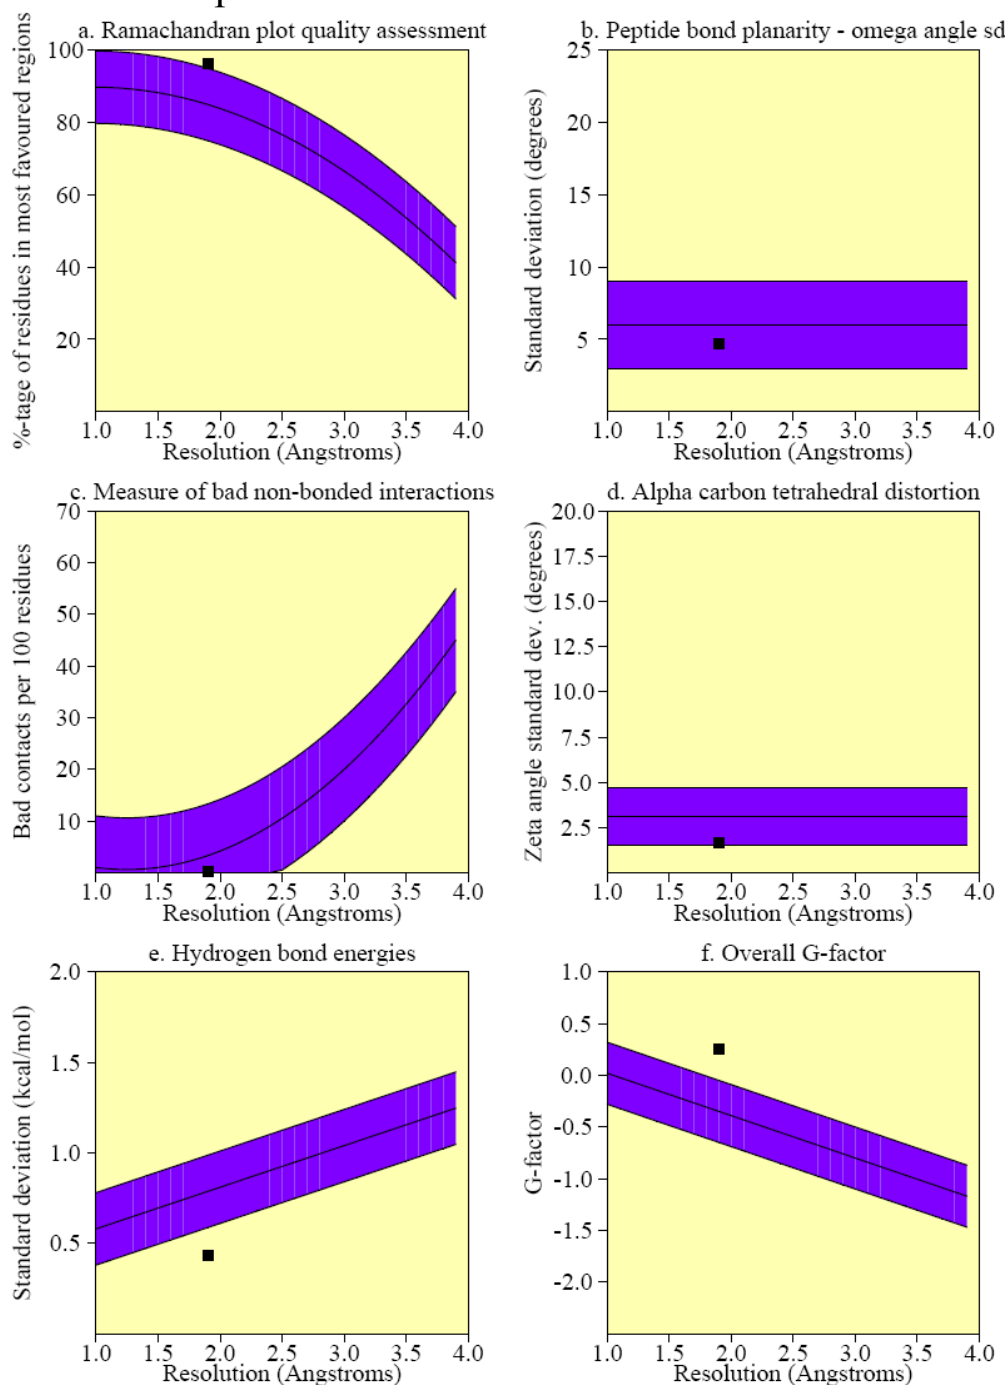 a. Ramachandran plot quality assessment
%-tage of residues in most favoured regions
100
80
60
40
20
1.0 1.5 2.0 2.5 3.0 3.5 4.0
Resolution (Angstroms)
b. Peptide bond planarity - omega angle sd
Standard deviation (degrees)
25
20
15
10
5
1.0 1.5 2.0 2.5 3.0 3.5 4.0
Resolution (Angstroms)
c. Measure of bad non-bonded interactions
Bad contacts per 100 residues
70
60
50
40
30
20
10
1.0 1.5 2.0 2.5 3.0 3.5 4.0
Resolution (Angstroms)
d. Alpha carbon tetrahedral distortion
Zeta angle standard dev. (degrees)
20.0
17.5
15.0
12.5
10.0
7.5
5.0
2.5
1.0 1.5 2.0 2.5 3.0 3.5 4.0
Resolution (Angstroms)
e. Hydrogen bond energies
Standard deviation (kcal/mol)
2.0
1.5
1.0
0.5
1.0 1.5 2.0 2.5 3.0 3.5 4.0
Resolution (Angstroms)
f. Overall G-factor
G-factor
1.0
0.5
0.0
-0.5
-1.0
-1.5
-2.0
1.0 1.5 2.0 2.5 3.0 3.5 4.0
Resolution (Angstroms)